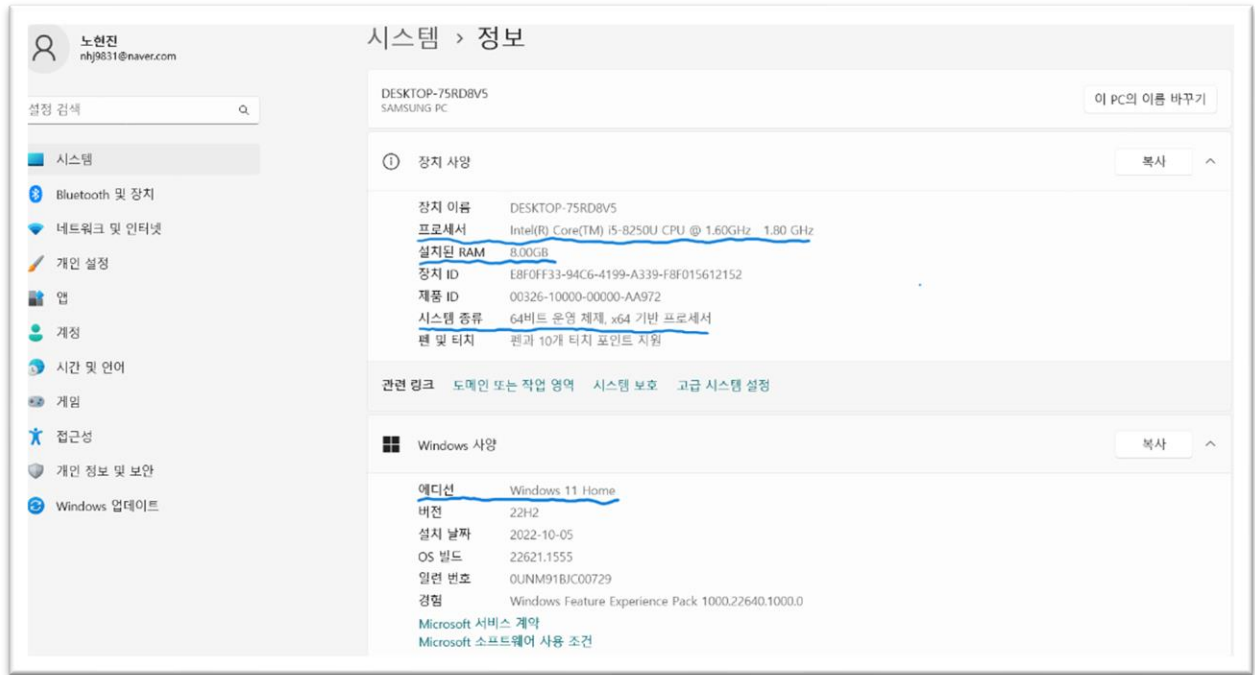 노현진
nhj9831@naver.com
설정 검색
시스템
Bluetooth 및 장치
네트워크 및 인터넷
개인 설정
앱
계정
시간 및 언어
게임
접근성
개인 정보 및 보안
Windows 업데이트
시스템 > 정보
DESKTOP-75RD8V5
SAMSUNG PC
이 PC의 이름 바꾸기
장치 사양 복사
장치 이름 DESKTOP-75RD8V5
프로세서 Intel(R) Core(TM) i5-8250U CPU @ 1.60GHz 1.80 GHz
설치된 RAM 8.00GB
장치 ID E8F0FF33-94C6-4199-A339-F8F015612152
제품 ID 00326-10000-00000-AA972
시스템 종류 64비트 운영 체제, x64 기반 프로세서
펜 및 터치 펜과 10개 터치 포인트 지원
관련 링크 도메인 또는 작업 영역 시스템 보호 고급 시스템 설정
Windows 사양 복사
에디션 Windows 11 Home
버전 22H2
설치 날짜 2022-10-05
OS 빌드 22621.1555
일련 번호 0UNM91BJC00729
경험 Windows Feature Experience Pack 1000.22640.1000.0
Microsoft 서비스 계약
Microsoft 소프트웨어 사용 조건